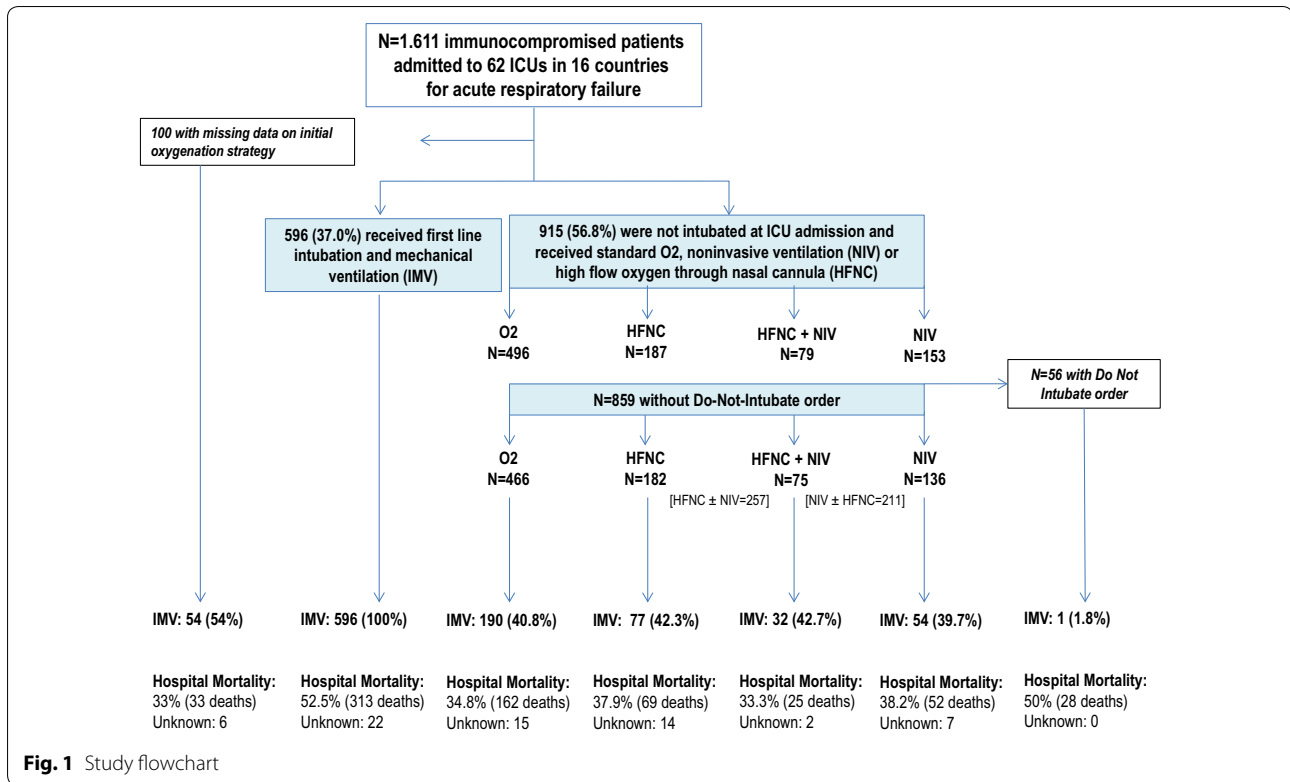 N=1.611 immunocompromised patients
admitted to 62 ICUs in 16 countries
for acute respiratory failure
100 with missing data on initial
oxygenation strategy
596 (37.0%) received first line
intubation and mechanical
ventilation (IMV)
915 (56.8%) were not intubated at ICU admission and
received standard O2, noninvasive ventilation (NIV) or
high flow oxygen through nasal cannula (HFNC)
O2
N=496
HFNC
N=187
HFNC + NIV
N=79
NIV
N=153
N=56 with Do Not
Intubate order
N=859 without Do-Not-Intubate order
O2
N=466
HFNC
N=182
HFNC + NIV
N=75
NIV
N=136
[HFNC ± NIV=257]
[NIV ± HFNC=211]
IMV: 54 (54%)
IMV: 596 (100%)
IMV: 190 (40.8%)
IMV: 77 (42.3%)
IMV: 32 (42.7%)
IMV: 54 (39.7%)
IMV: 1 (1.8%)
Hospital Mortality:
33% (33 deaths)
Unknown: 6
Hospital Mortality:
52.5% (313 deaths)
Unknown: 22
Hospital Mortality:
34.8% (162 deaths)
Unknown: 15
Hospital Mortality:
37.9% (69 deaths)
Unknown: 14
Hospital Mortality:
33.3% (25 deaths)
Unknown: 2
Hospital Mortality:
38.2% (52 deaths)
Unknown: 7
Hospital Mortality:
50% (28 deaths)
Unknown: 0
Fig. 1 Study flowchart